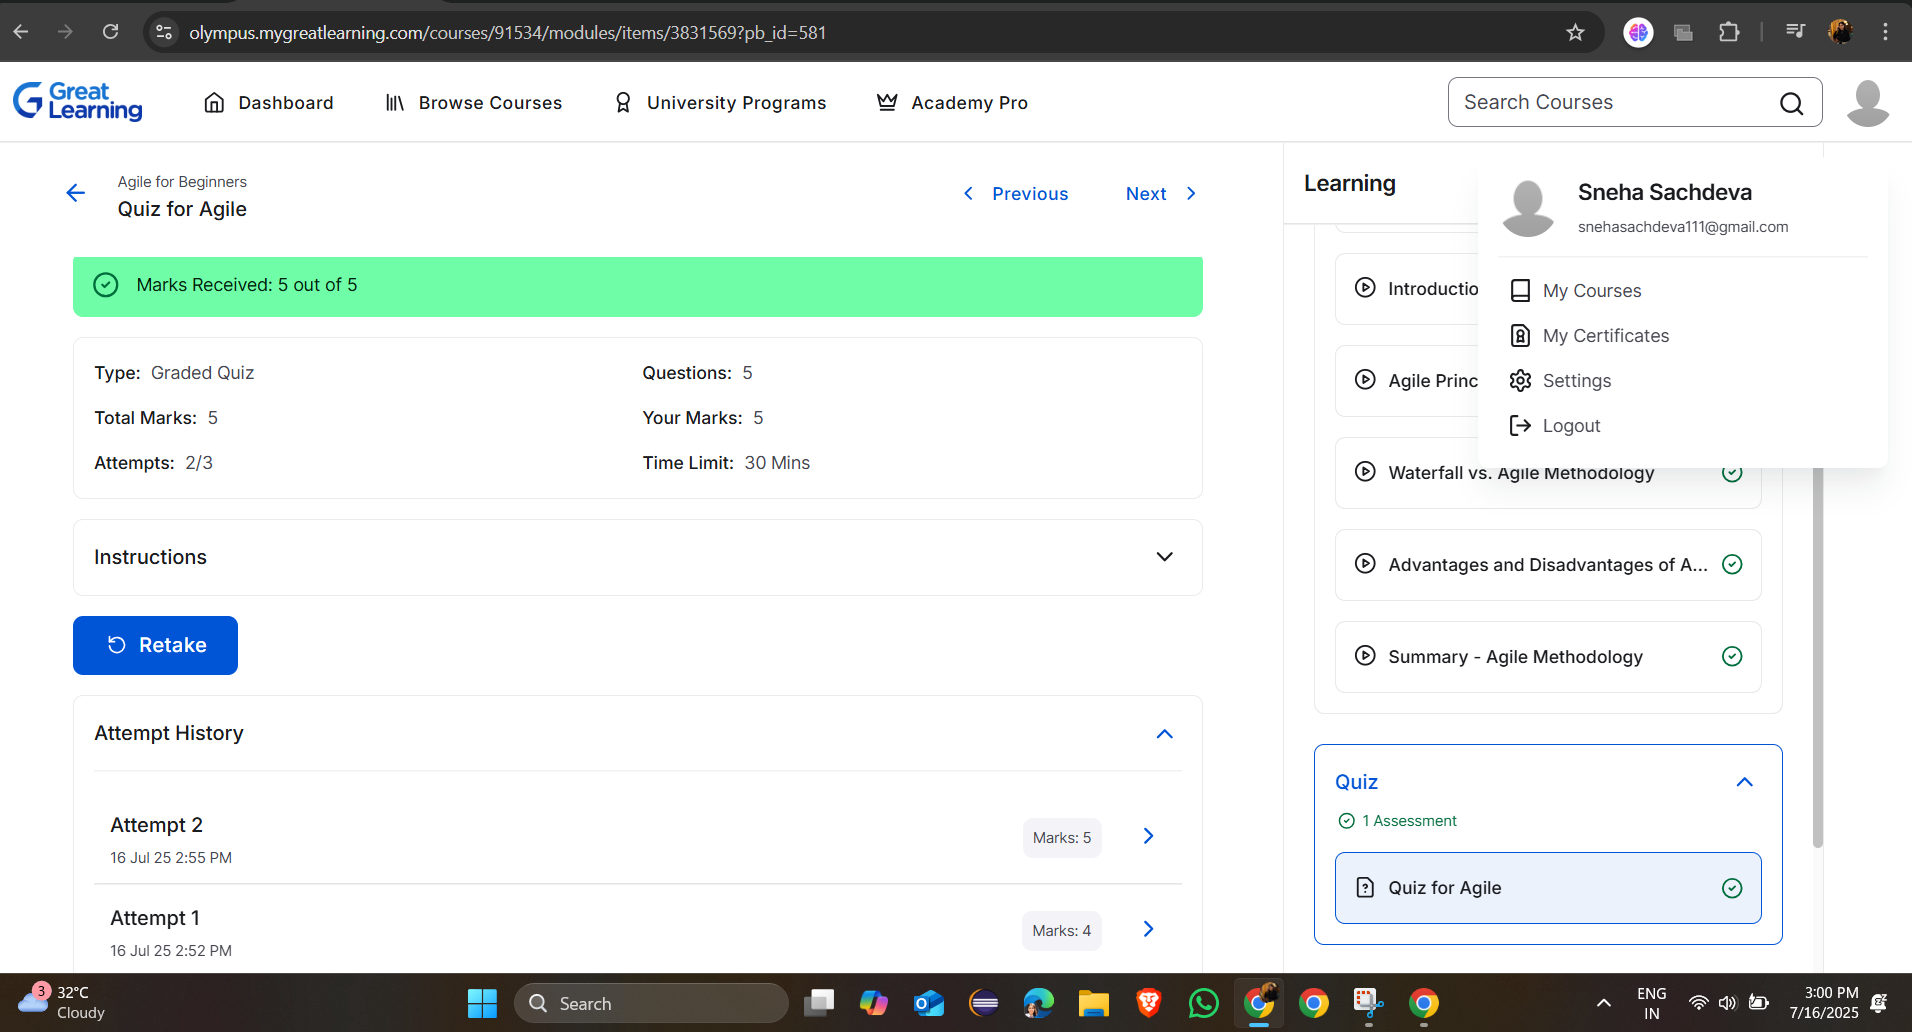 olympus.mygreatlearning.com/courses/91534/modules/items/3831569?pb_id=581
Great
Learning
Dashboard
Browse Courses
University Programs
Academy Pro
Search Courses
Agile for Beginners
Quiz for Agile
Previous
Next
Marks Received: 5 out of 5
Type: Graded Quiz
Questions: 5
Total Marks: 5
Your Marks: 5
Attempts: 2/3
Time Limit: 30 Mins
Instructions
Retake
Attempt History
Attempt 2
16 Jul 25 2:55 PM
Marks: 5
Attempt 1
16 Jul 25 2:52 PM
Marks: 4
Learning
Sneha Sachdeva
snehasachdeva111@gmail.com
My Courses
My Certificates
Settings
Logout
Introductio
Agile Princ
Waterfall vs. Agile Methodology
Advantages and Disadvantages of A...
Summary - Agile Methodology
Quiz
1 Assessment
Quiz for Agile
3
32°C
Cloudy
Search
ENG
IN
3:00 PM
7/16/2025